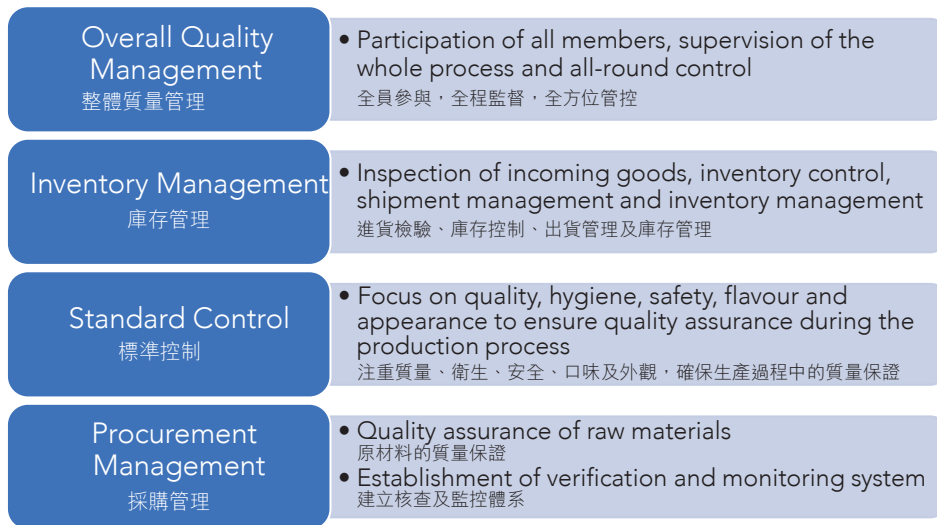 Overall Quality
Management
整體質量管理
• Participation of all members, supervision of the
whole process and all-round control
全員參與，全程監督，全方位管控
Inventory Management
庫存管理
• Inspection of incoming goods, inventory control,
shipment management and inventory management
進貨檢驗、庫存控制、出貨管理及庫存管理
Standard Control
標準控制
• Focus on quality, hygiene, safety, flavour and
appearance to ensure quality assurance during the
production process
注重質量、衛生、安全、口味及外觀，確保生產過程中的質量保證
Procurement
Management
採購管理
• Quality assurance of raw materials
原材料的質量保證
• Establishment of verification and monitoring system
建立核查及監控體系